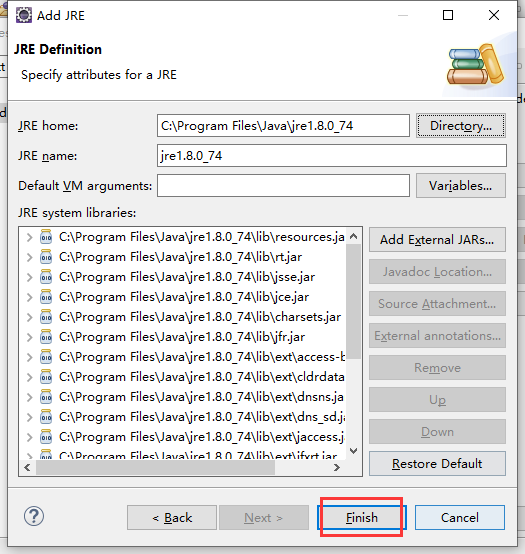 Add JRE
JRE Definition
Specify attributes for a JRE
JRE home:
C:\Program Files\Java\jre1.8.0_74
Directory...
JRE name:
jre1.8.0_74
Default VM arguments:
Variables...
JRE system libraries:
C:\Program Files\Java\jre1.8.0_74\lib\resources.ja
C:\Program Files\Java\jre1.8.0_74\lib\rt.jar
C:\Program Files\Java\jre1.8.0_74\lib\jsse.jar
C:\Program Files\Java\jre1.8.0_74\lib\jce.jar
C:\Program Files\Java\jre1.8.0_74\lib\charsets.jar
C:\Program Files\Java\jre1.8.0_74\lib\jfr.jar
C:\Program Files\Java\jre1.8.0_74\lib\ext\access-b
C:\Program Files\Java\jre1.8.0_74\lib\ext\cldrdata
C:\Program Files\Java\jre1.8.0_74\lib\ext\dnsns.ja
C:\Program Files\Java\jre1.8.0_74\lib\ext\dns_sd.ja
C:\Program Files\Java\jre1.8.0_74\lib\ext\jaccess.ja
C:\Program Files\Java\jre1.8.0_74\lib\ext\jfxrt.jar
Add External JARs...
Javadoc Location...
Source Attachment...
External annotations...
Remove
Up
Down
Restore Default
?
< Back
Next >
Finish
Cancel